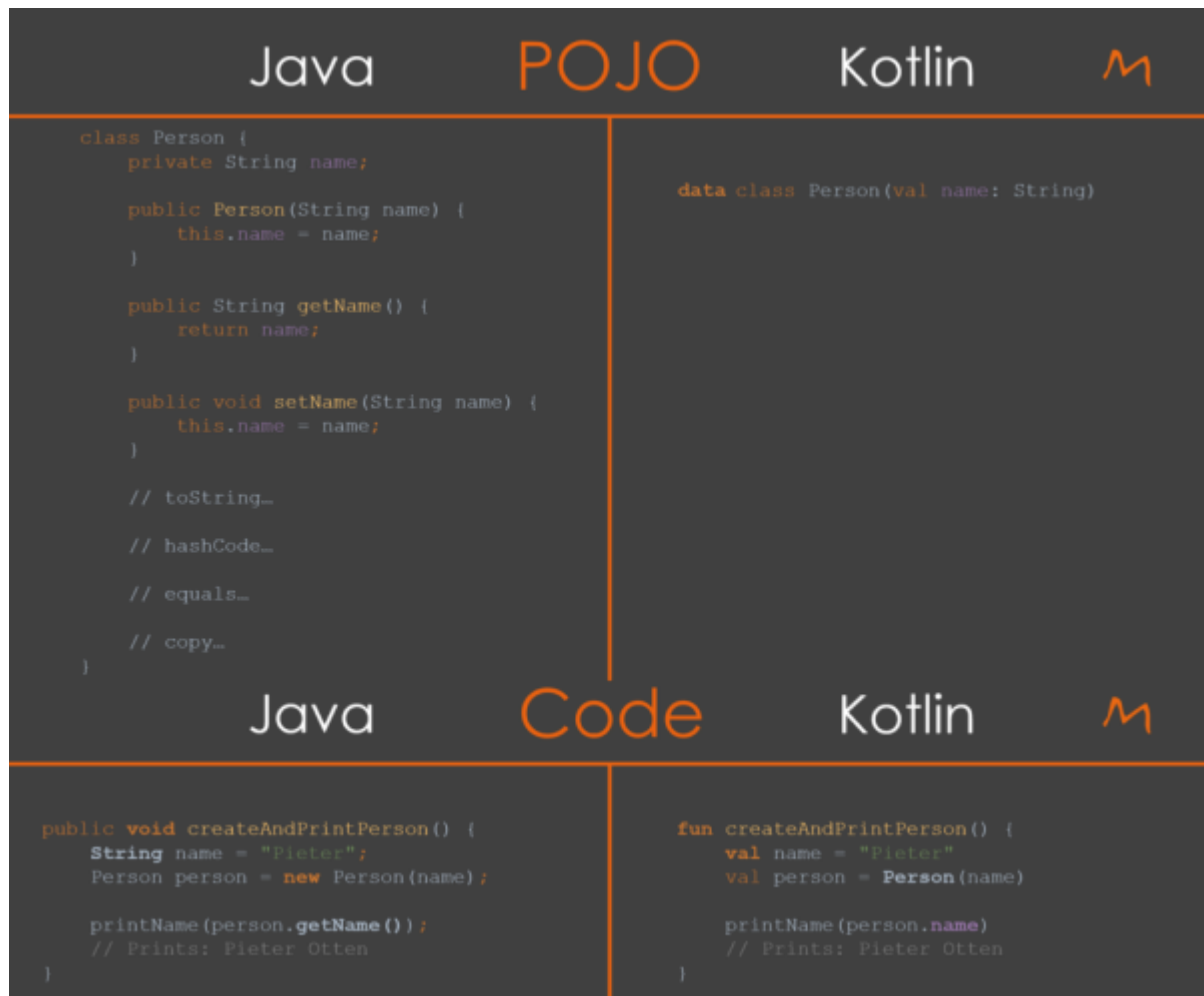 Java POJO Kotlin
class Person {
private String name;
public Person(String name) {
this.name = name;
}
public String getName() {
return name;
}
public void setName(String name) {
this.name = name;
}
// toString…
// hashCode…
// equals…
// copy…
}
data class Person(val name: String)
Java Code Kotlin
public void createAndPrintPerson() {
String name = "Pieter";
Person person = new Person(name);
printName(person.getName());
// Prints: Pieter Otten
}
fun createAndPrintPerson() {
val name = "Pieter"
val person = Person(name)
printName(person.name)
// Prints: Pieter Otten
}